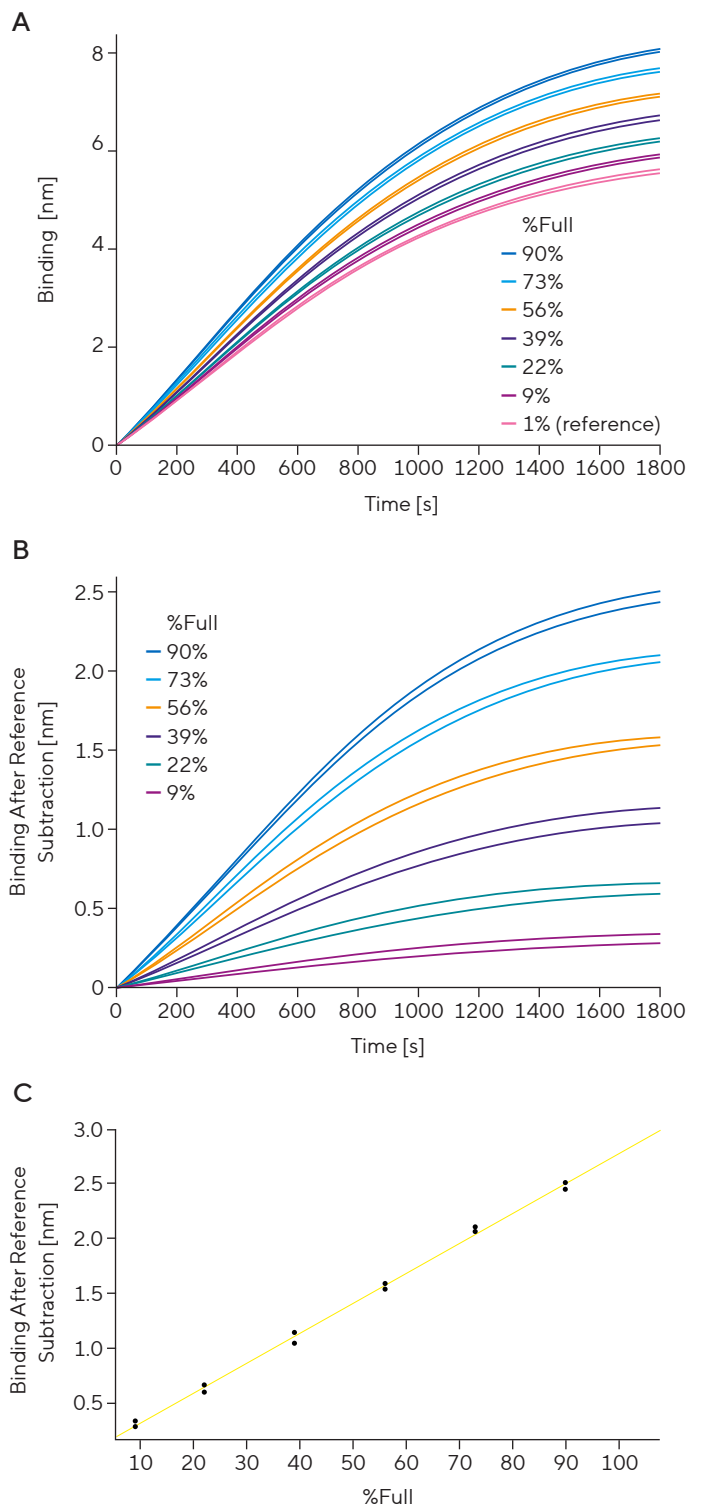 A
8
6
4
2
0
Binding [nm]
%Full
90%
73%
56%
39%
22%
9%
1% (reference)
0 200 400 600 800 1000 1200 1400 1600 1800
Time [s]
B
2.5
2.0
1.5
1.0
0.5
0
Binding After Reference
Subtraction [nm]
%Full
90%
73%
56%
39%
22%
9%
0 200 400 600 800 1000 1200 1400 1600 1800
Time [s]
C
3.0
2.5
2.0
1.5
1.0
0.5
Binding After Reference
Subtraction [nm]
10 20 30 40 50 60 70 80 90 100
%Full